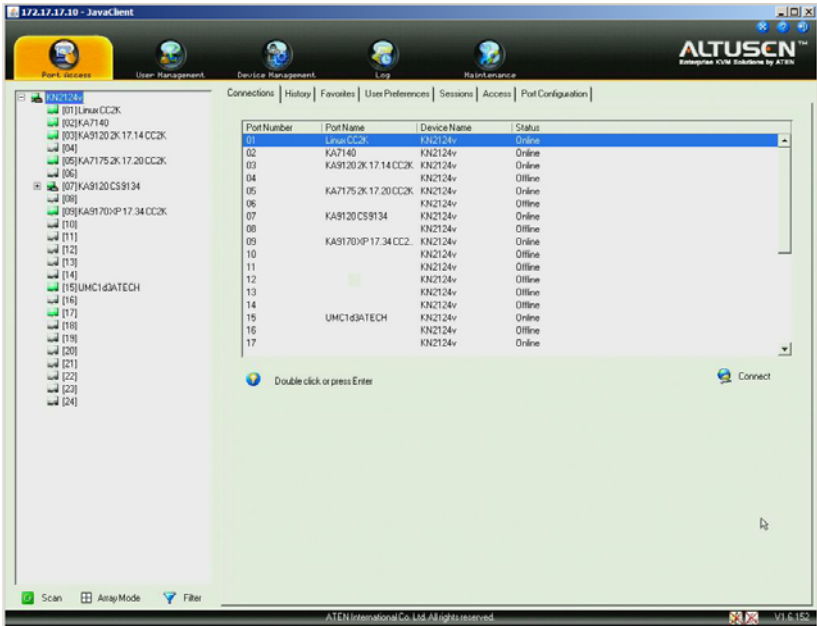 172.17.17.10 - JavaClient
Port Access
User Management
Device Management
Log
Maintenance
ALTUSEN™
Enterprise KVM Solutions by ATEN
KN2124v
[01]Linux CC2K
[02]KA7140
[03]KA9120 2K 17.14 CC2K
[04]
[05]KA7175 2K 17.20 CC2K
[06]
[07]KA9120 CS9134
[08]
[09]KA9170 XP 17.34 CC2K
[10]
[11]
[12]
[13]
[14]
[15]UMC1d3ATECH
[16]
[17]
[18]
[19]
[20]
[21]
[22]
[23]
[24]
Scan
Array Mode
Filter
Connections History Favorites User Preferences Sessions Access Port Configuration
Port Number Port Name Device Name Status
01 Linux CC2K KN2124v Online
02 KA7140 KN2124v Online
03 KA9120 2K 17.14 CC2K KN2124v Online
04 KN2124v Offline
05 KA7175 2K 17.20 CC2K KN2124v Online
06 KN2124v Offline
07 KA9120 CS9134 KN2124v Online
08 KN2124v Offline
09 KA9170 XP 17.34 CC2.. KN2124v Online
10 KN2124v Offline
11 KN2124v Offline
12 KN2124v Offline
13 KN2124v Offline
14 KN2124v Offline
15 UMC1d3ATECH KN2124v Online
16 KN2124v Offline
17 KN2124v Online
Double click or press Enter
Connect
ATEN International Co. Ltd. All rights reserved.
V1.6.152